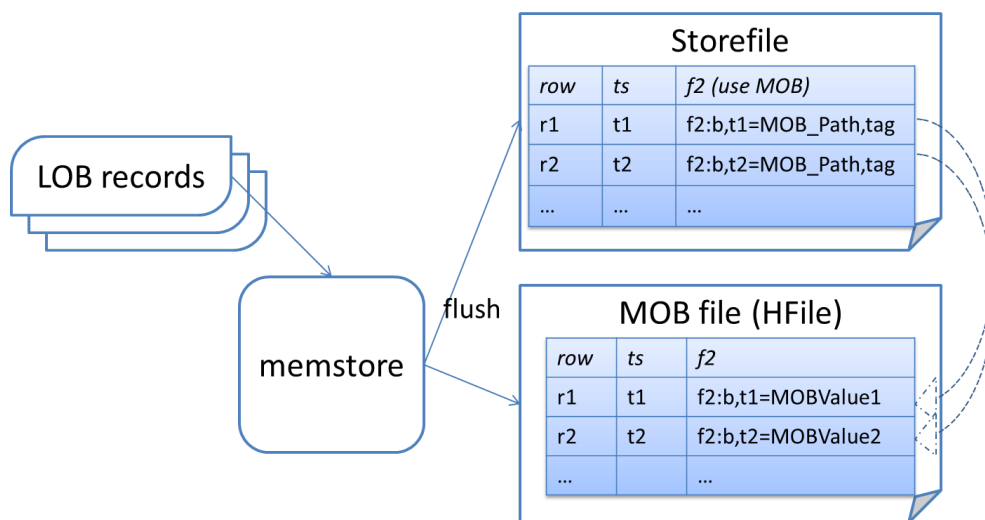 LOB records
memstore
flush
Storefile
row ts f2 (use MOB)
r1 t1 f2:b,t1=MOB_Path,tag
r2 t2 f2:b,t2=MOB_Path,tag
... ... ...
MOB file (HFile)
row ts f2
r1 t1 f2:b,t1=MOBValue1
r2 t2 f2:b,t2=MOBValue2
... ...